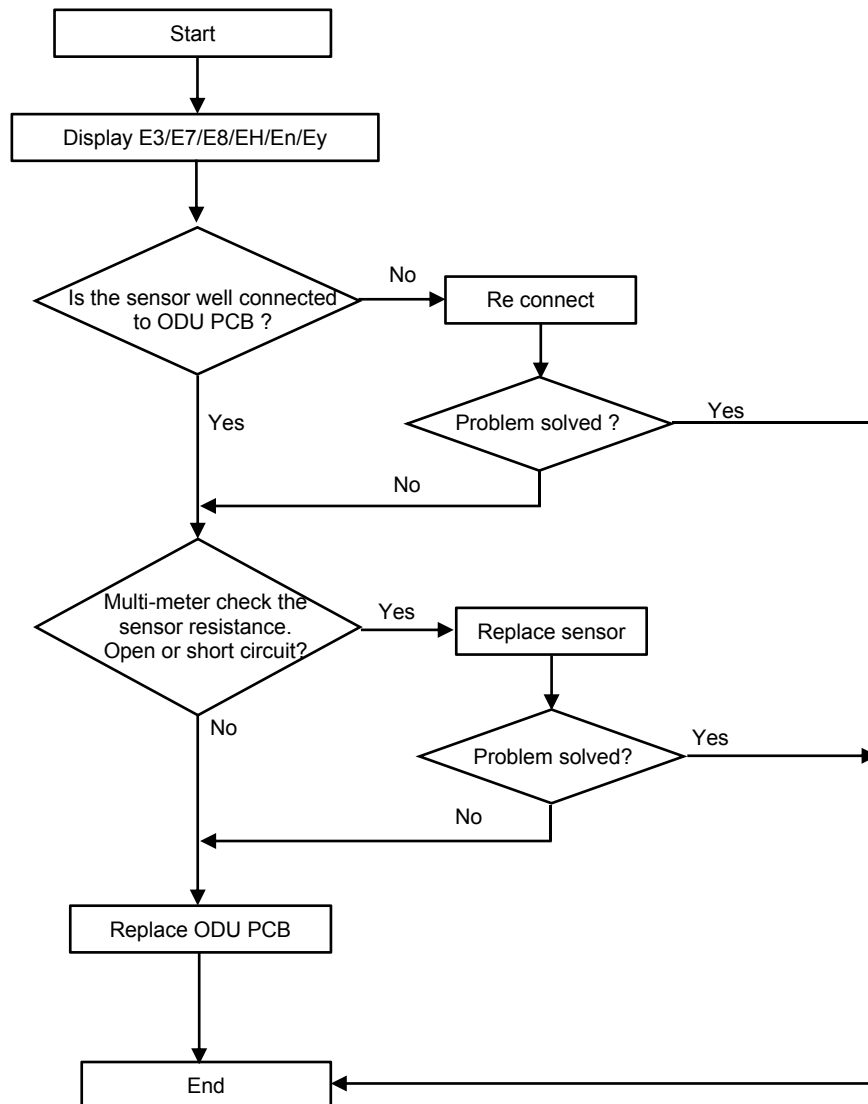 Start
Display E3/E7/E8/EH/En/Ey
Is the sensor well connected
to ODU PCB ?
No
Re connect
Yes
Problem solved ?
Yes
No
Multi-meter check the
sensor resistance.
Open or short circuit?
Yes
Replace sensor
No
Problem solved?
Yes
No
Replace ODU PCB
End